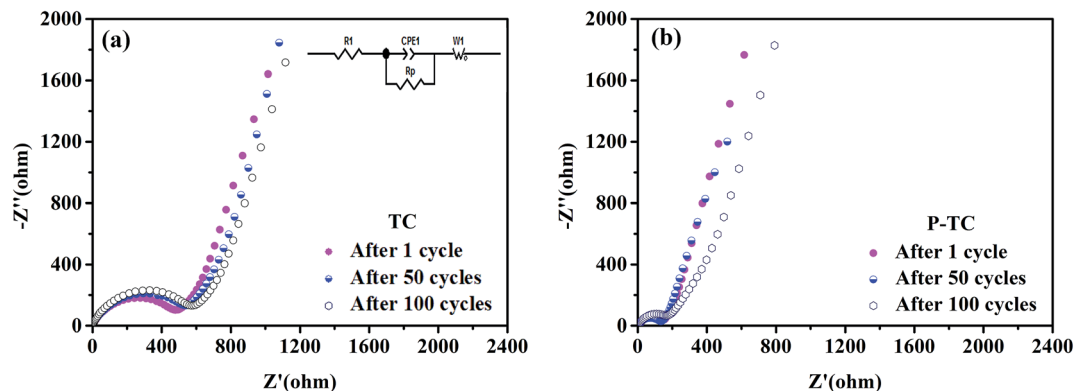 (a)
R1
CPE1
W1
Rp
2000
1600
1200
800
400
0
-Z''(ohm)
TC
After 1 cycle
After 50 cycles
After 100 cycles
0 400 800 1200 1600 2000 2400
Z'(ohm)
(b)
2000
1600
1200
800
400
0
-Z''(ohm)
P-TC
After 1 cycle
After 50 cycles
After 100 cycles
0 400 800 1200 1600 2000 2400
Z'(ohm)